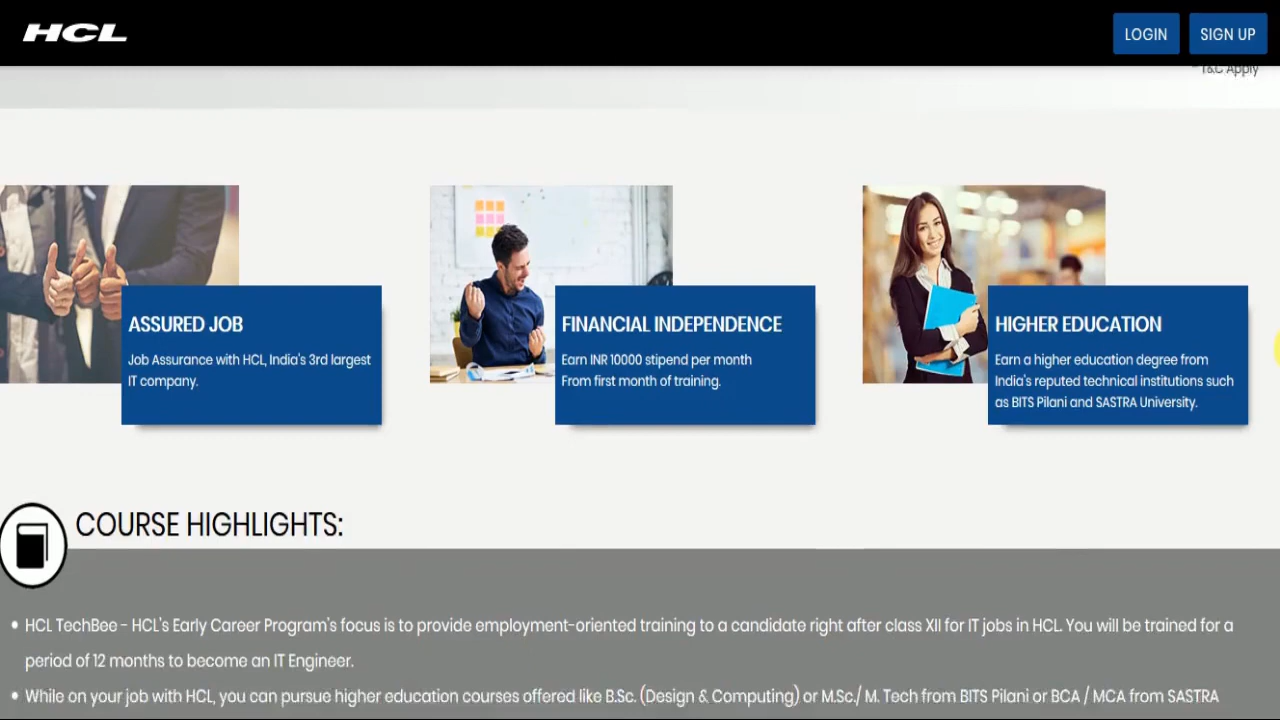 HCL
LOGIN
SIGN UP
T&C Apply
ASSURED JOB
Job Assurance with HCL, India's 3rd largest
IT company.
FINANCIAL INDEPENDENCE
Earn INR 10000 stipend per month
From first month of training.
HIGHER EDUCATION
Earn a higher education degree from
India's reputed technical institutions such
as BITS Pilani and SASTRA University.
COURSE HIGHLIGHTS:
• HCL TechBee - HCL's Early Career Program's focus is to provide employment-oriented training to a candidate right after class XII for IT jobs in HCL. You will be trained for a
period of 12 months to become an IT Engineer.
• While on your job with HCL, you can pursue higher education courses offered like B.Sc. (Design & Computing) or M.Sc./ M. Tech from BITS Pilani or BCA / MCA from SASTRA